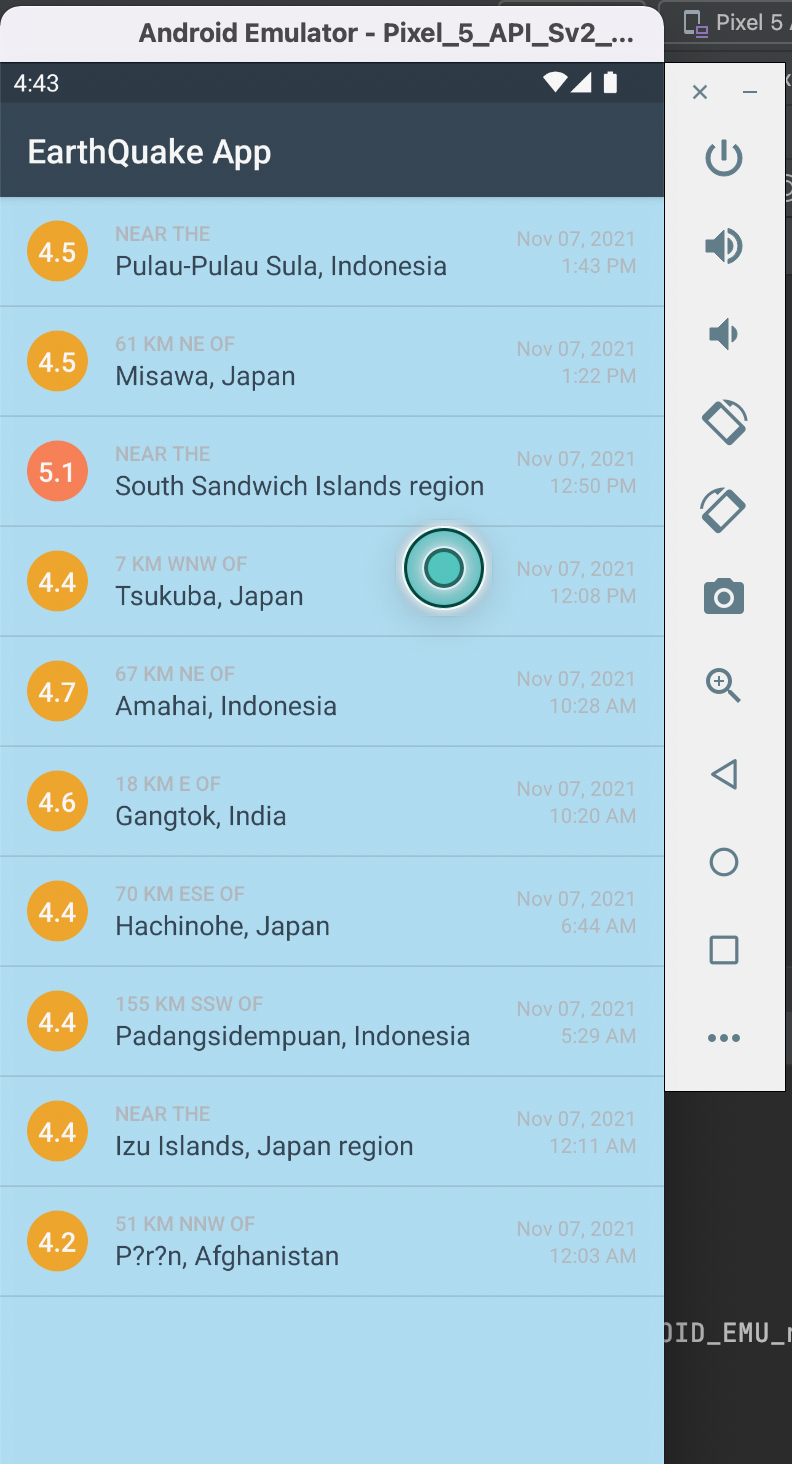 Android Emulator - Pixel_5_API_Sv2_...
Pixel 5
4:43
EarthQuake App
4.5
NEAR THE
Pulau-Pulau Sula, Indonesia
Nov 07, 2021
1:43 PM
4.5
61 KM NE OF
Misawa, Japan
Nov 07, 2021
1:22 PM
5.1
NEAR THE
South Sandwich Islands region
Nov 07, 2021
12:50 PM
4.4
7 KM WNW OF
Tsukuba, Japan
Nov 07, 2021
12:08 PM
4.7
67 KM NE OF
Amahai, Indonesia
Nov 07, 2021
10:28 AM
4.6
18 KM E OF
Gangtok, India
Nov 07, 2021
10:20 AM
4.4
70 KM ESE OF
Hachinohe, Japan
Nov 07, 2021
6:44 AM
4.4
155 KM SSW OF
Padangsidempuan, Indonesia
Nov 07, 2021
5:29 AM
4.4
NEAR THE
Izu Islands, Japan region
Nov 07, 2021
12:11 AM
4.2
51 KM NNW OF
P?r?n, Afghanistan
Nov 07, 2021
12:03 AM
OID_EMU_